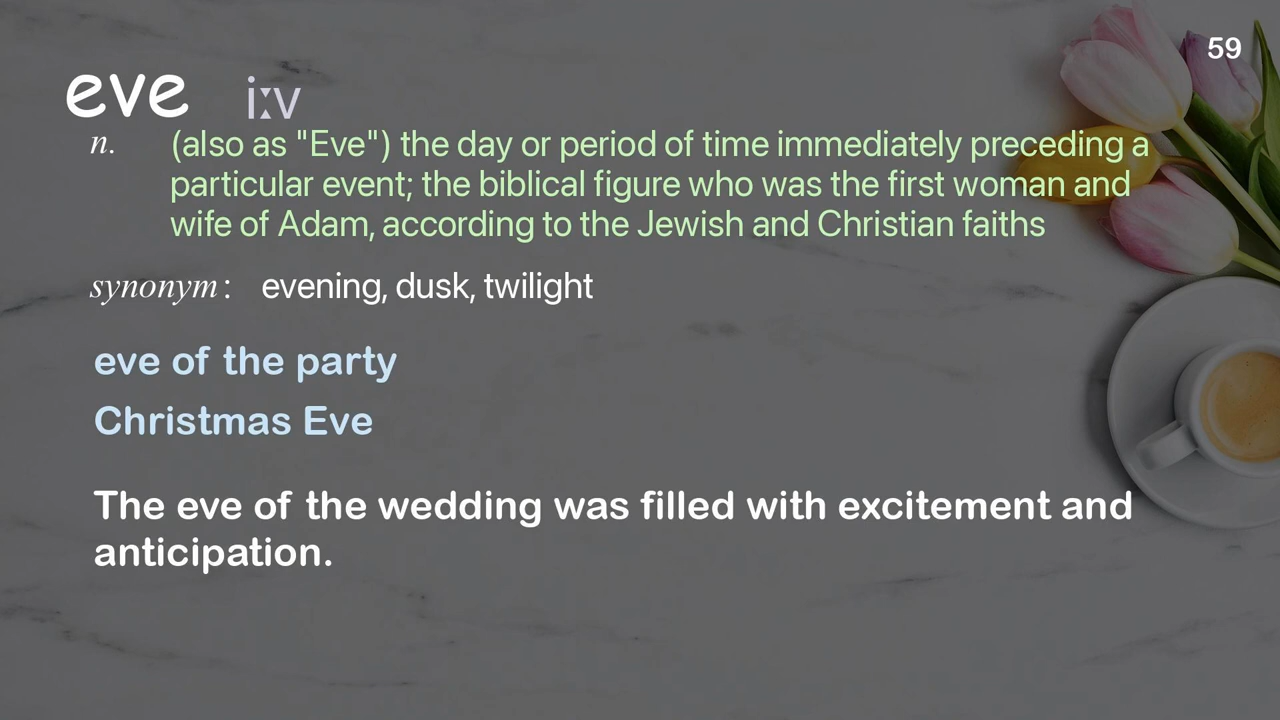 59
eve iːv
n. (also as "Eve") the day or period of time immediately preceding a
particular event; the biblical figure who was the first woman and
wife of Adam, according to the Jewish and Christian faiths
synonym: evening, dusk, twilight
eve of the party
Christmas Eve
The eve of the wedding was filled with excitement and
anticipation.